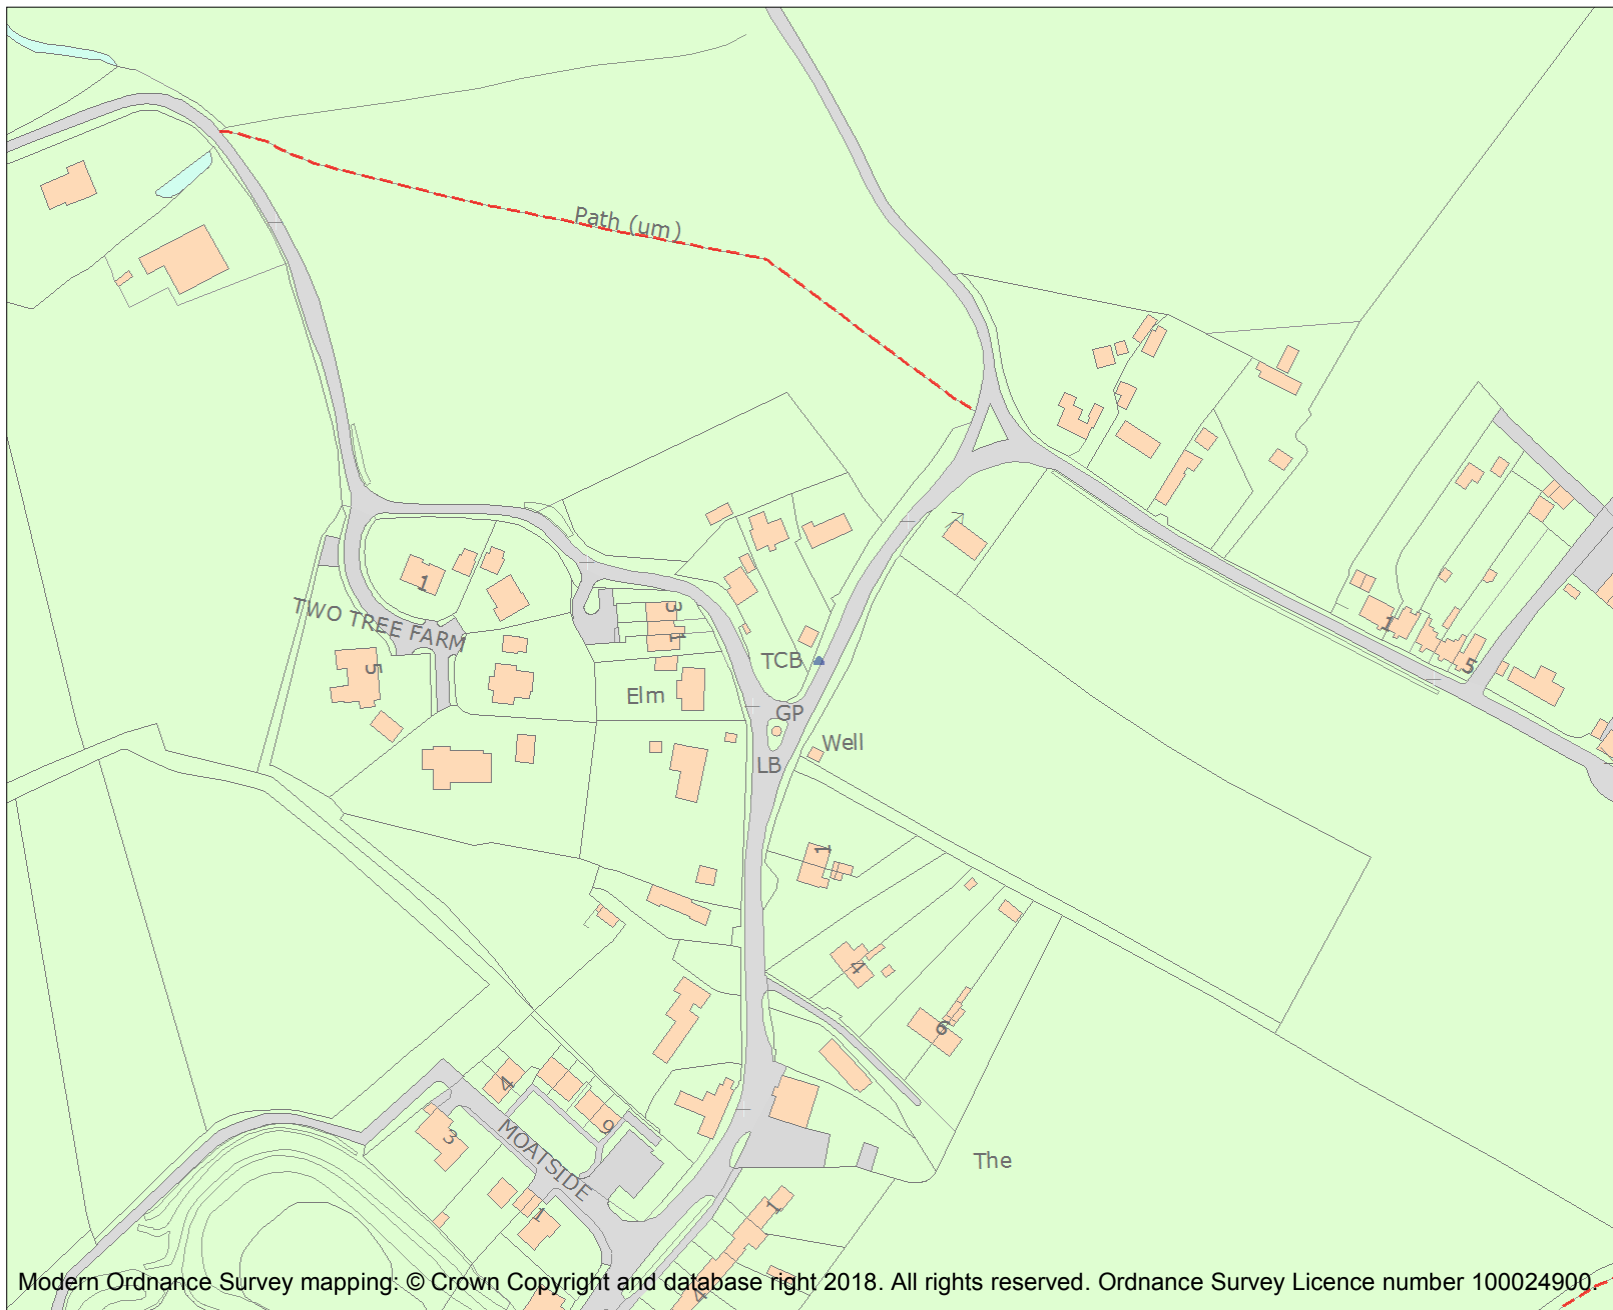 Path (um)
1
TWO TREE FARM
3
1
5
TCB
Elm
GP
Well
LB
1
5
1
4
6
4
3
9
MOATSIDE
The
1
1
4
Modern Ordnance Survey mapping: © Crown Copyright and database right 2018. All rights reserved. Ordnance Survey Licence number 100024900.